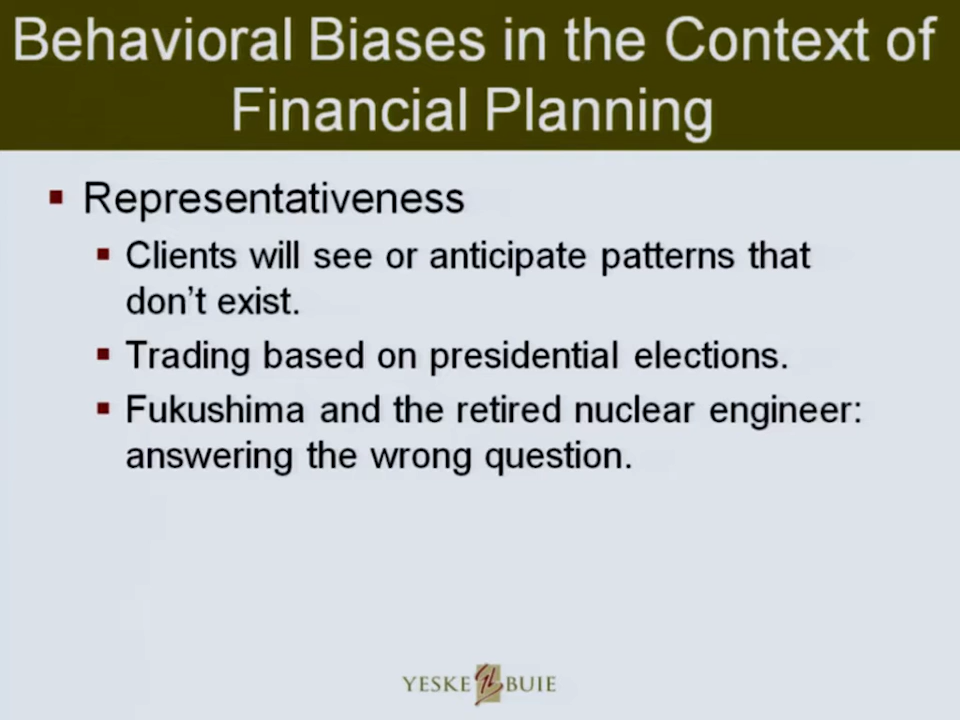 Behavioral Biases in the Context of
Financial Planning
Representativeness
Clients will see or anticipate patterns that
don't exist.
Trading based on presidential elections.
Fukushima and the retired nuclear engineer:
answering the wrong question.
YESKE BUIE